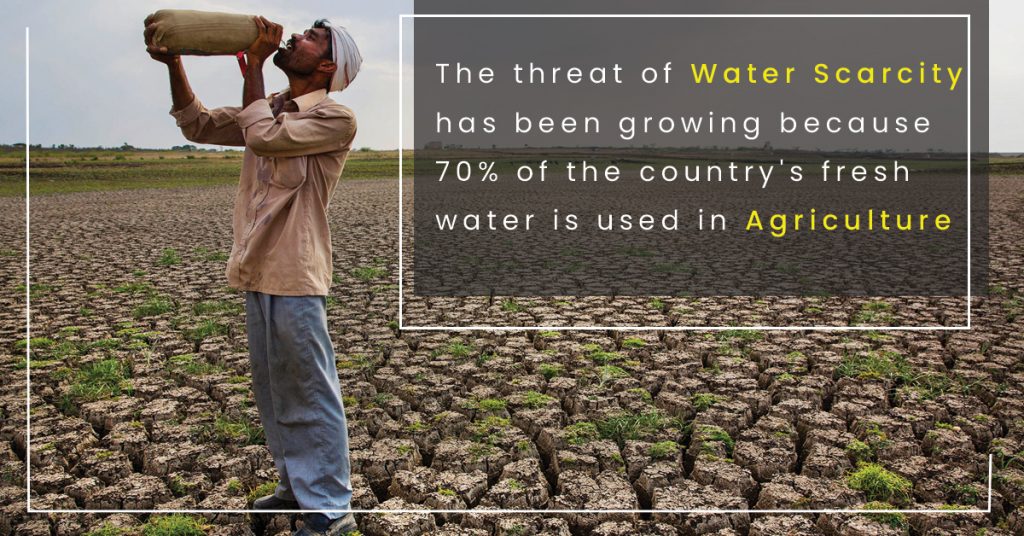 The threat of Water Scarcity
has been growing because
70% of the country's fresh
water is used in Agriculture